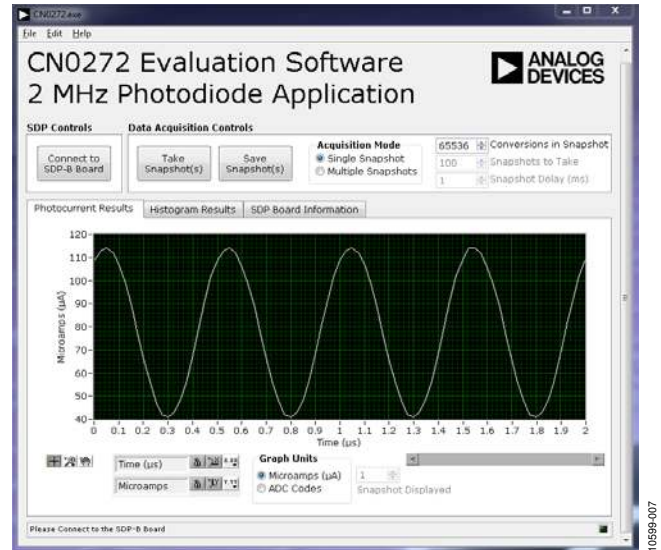 CN0272.exe
File Edit Help
CN0272 Evaluation Software
2 MHz Photodiode Application
ANALOG
DEVICES
SDP Controls
Connect to
SDP-B Board
Data Acquisition Controls
Take
Snapshot(s)
Save
Snapshot(s)
Acquisition Mode
Single Snapshot
Multiple Snapshots
65536 Conversions in Snapshot
100 Snapshots to Take
1 Snapshot Delay (ms)
Photocurrent Results Histogram Results SDP Board Information
Microamps (µA)
120
110
100
90
80
70
60
50
40
0 0.1 0.2 0.3 0.4 0.5 0.6 0.7 0.8 0.9 1 1.1 1.2 1.3 1.4 1.5 1.6 1.7 1.8 1.9 2
Time (µs)
Time (us)
Microamps
Graph Units
Microamps (µA)
ADC Codes
1
Snapshot Displayed
Please Connect to the SDP-B Board
10599-007